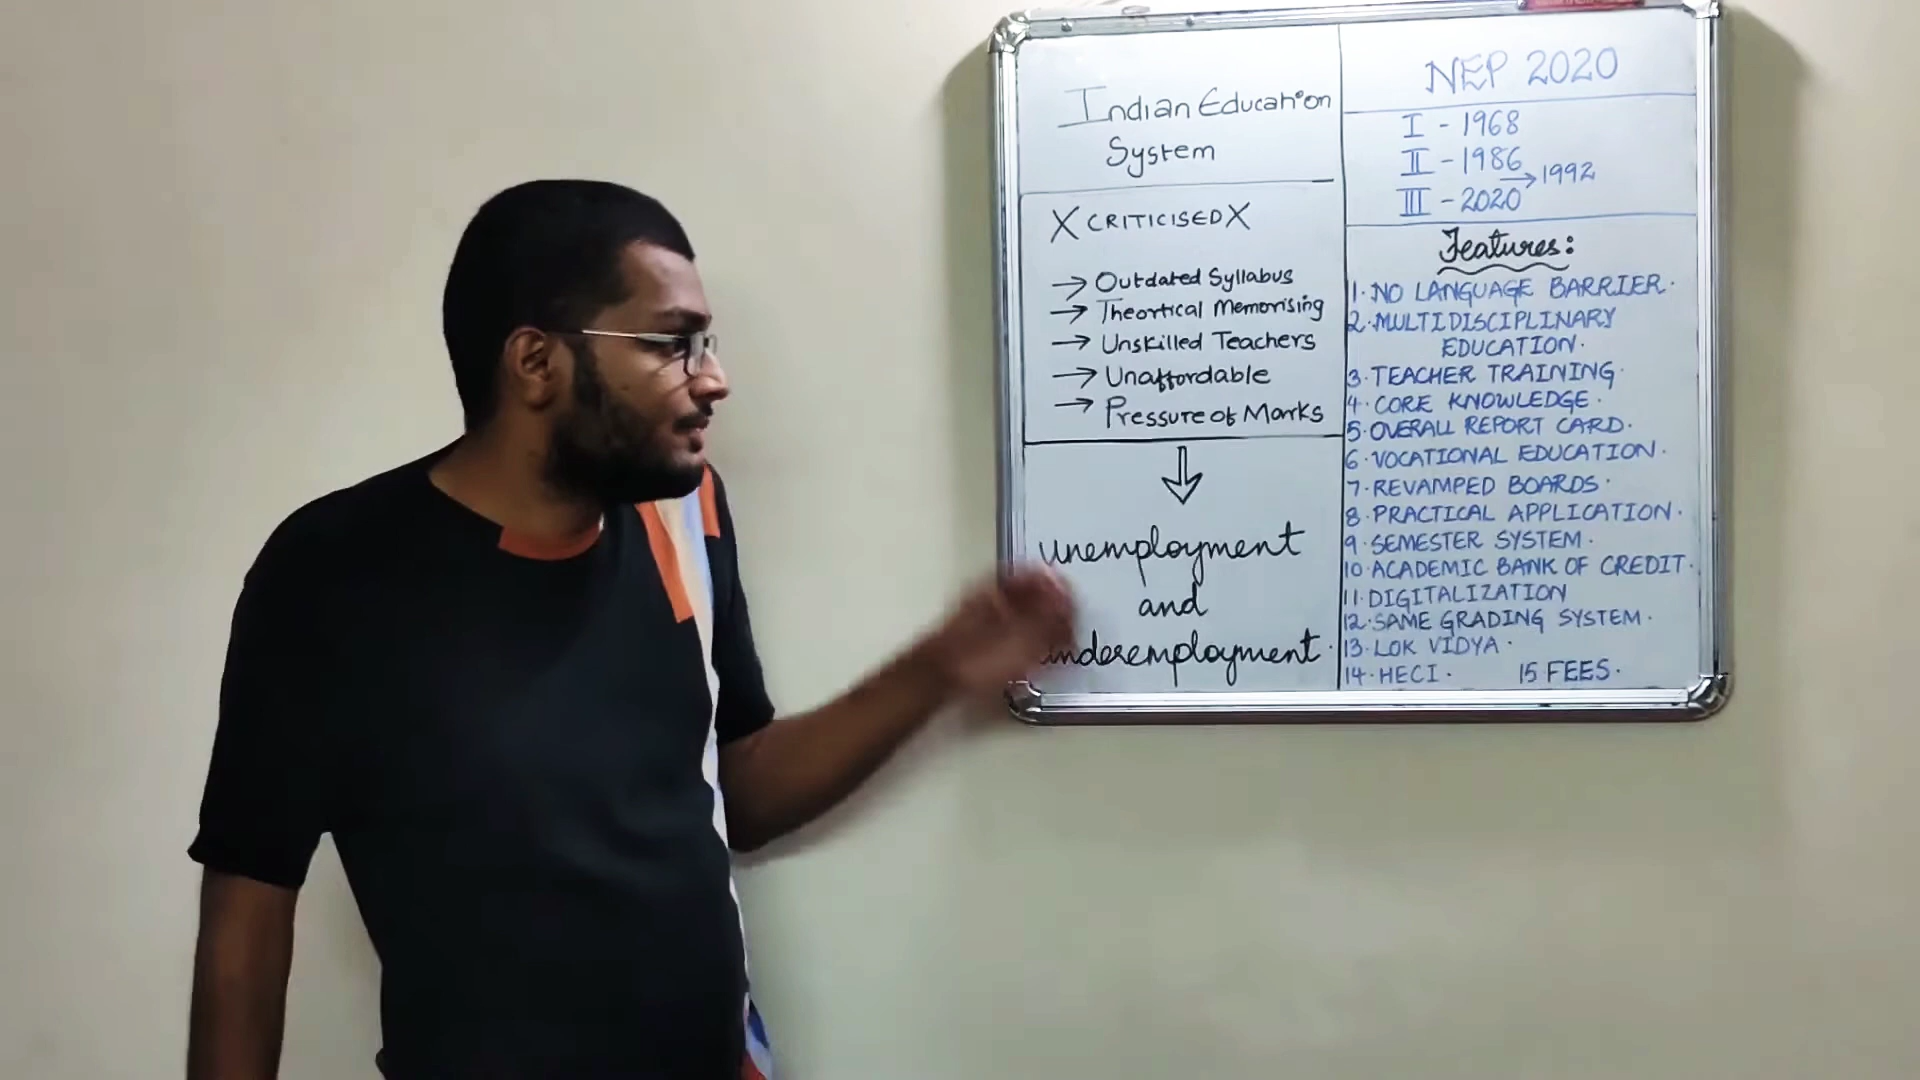 Indian Education
System
X CRITICISED X
→ Outdated Syllabus
→ Theortical Memorising
→ Unskilled Teachers
→ Unaffordable
→ Pressure of Marks
unemployment
and
underemployment.
NEP 2020
I - 1968
II - 1986
→ 1992
III - 2020
Features:
1. NO LANGUAGE BARRIER.
2. MULTIDISCIPLINARY
EDUCATION.
3. TEACHER TRAINING.
4. CORE KNOWLEDGE.
5. OVERALL REPORT CARD.
6. VOCATIONAL EDUCATION.
7. REVAMPED BOARDS.
8. PRACTICAL APPLICATION.
9. SEMESTER SYSTEM.
10. ACADEMIC BANK OF CREDIT.
11. DIGITALIZATION
12. SAME GRADING SYSTEM.
13. LOK VIDYA.
14. HECI. 15 FEES.